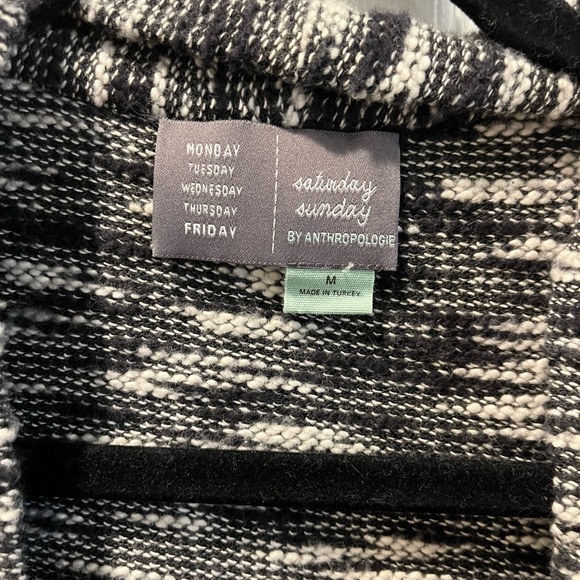 MONDAY
TUESDAY
WEDNESDAY
THURSDAY
FRIDAY
saturday
sunday
BY ANTHROPOLOGIE
M
MADE IN TURKEY